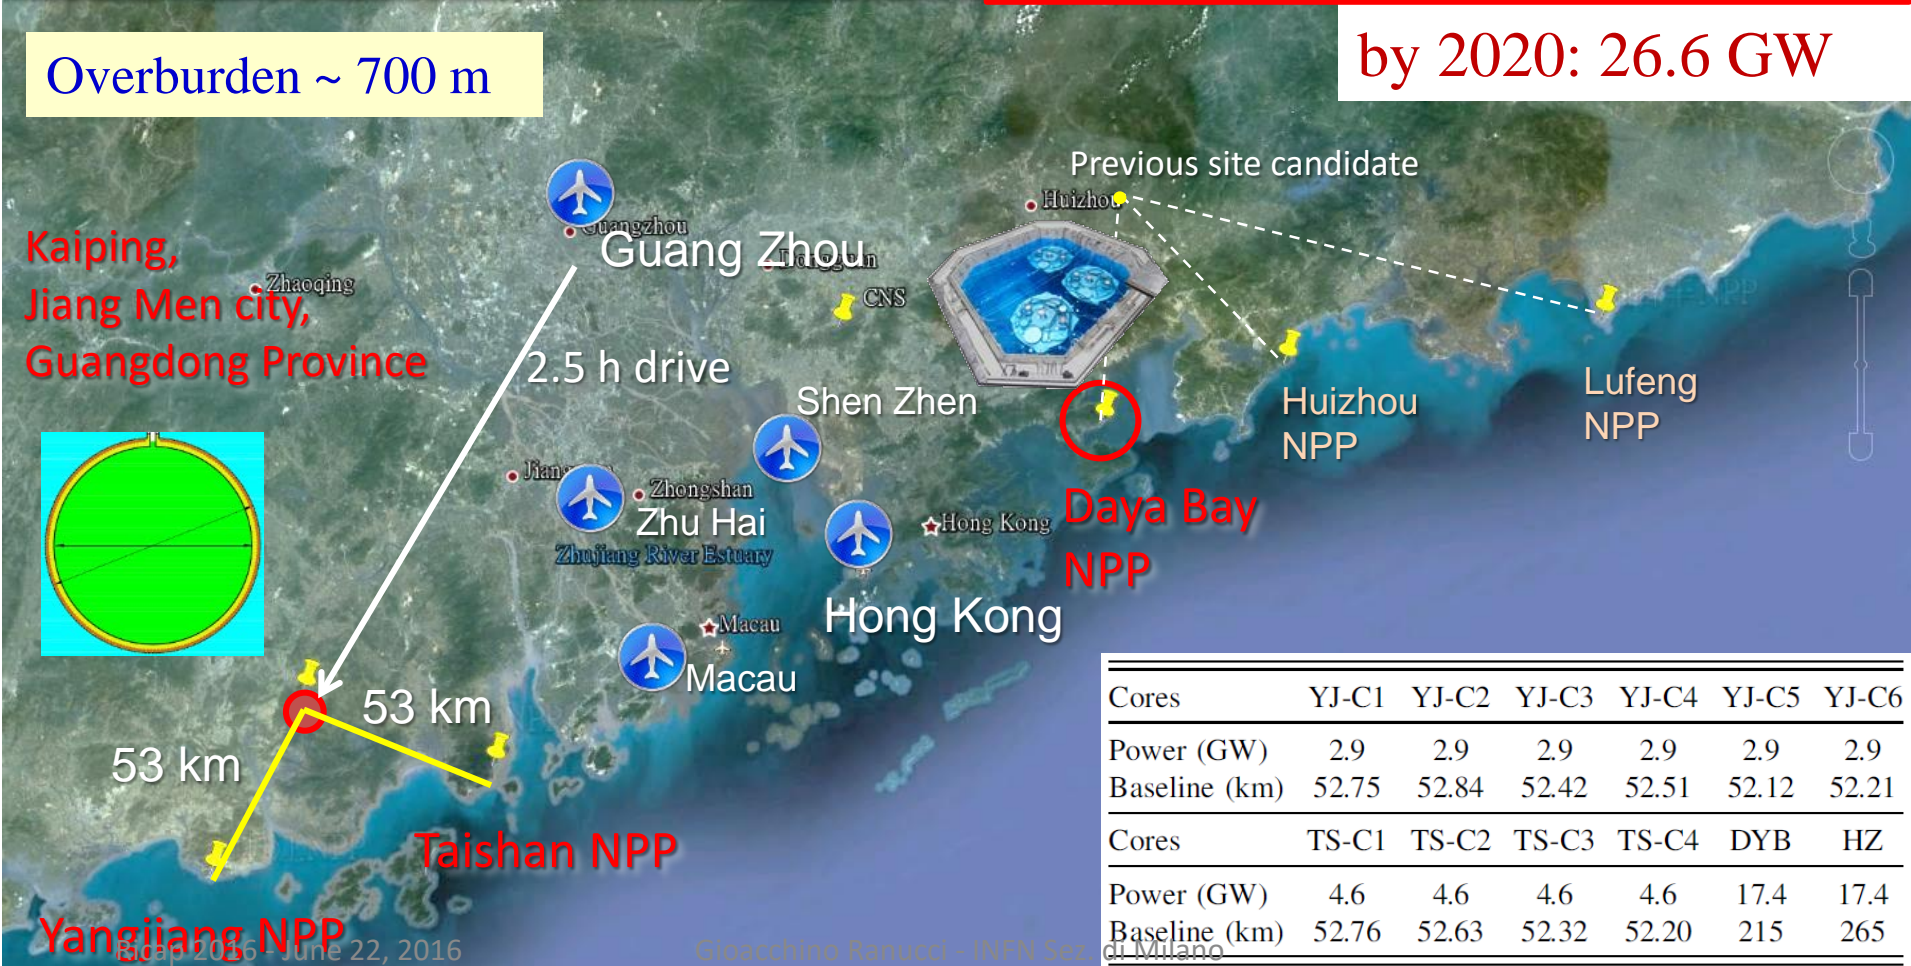 Overburden ~ 700 m
by 2020: 26.6 GW
Previous site candidate
Huizhou
Guangzhou
Guang Zhou
Dongguan
Kaiping,
Jiang Men city,
Guangdong Province
Zhaoqing
CNS
2.5 h drive
Shen Zhen
Huizhou
NPP
Lufeng
NPP
Zhongshan
Zhu Hai
Zhujiang River Estuary
Hong Kong
Daya Bay
NPP
Hong Kong
Macau
Macau
53 km
53 km
Taishan NPP
Yangjiang NPP
Cores YJ-C1 YJ-C2 YJ-C3 YJ-C4 YJ-C5 YJ-C6
Power (GW) 2.9 2.9 2.9 2.9 2.9 2.9
Baseline (km) 52.75 52.84 52.42 52.51 52.12 52.21
Cores TS-C1 TS-C2 TS-C3 TS-C4 DYB HZ
Power (GW) 4.6 4.6 4.6 4.6 17.4 17.4
Baseline (km) 52.76 52.63 52.32 52.20 215 265
Ricap 2016 - June 22, 2016
Gioacchino Ranucci - INFN Sez. di Milano